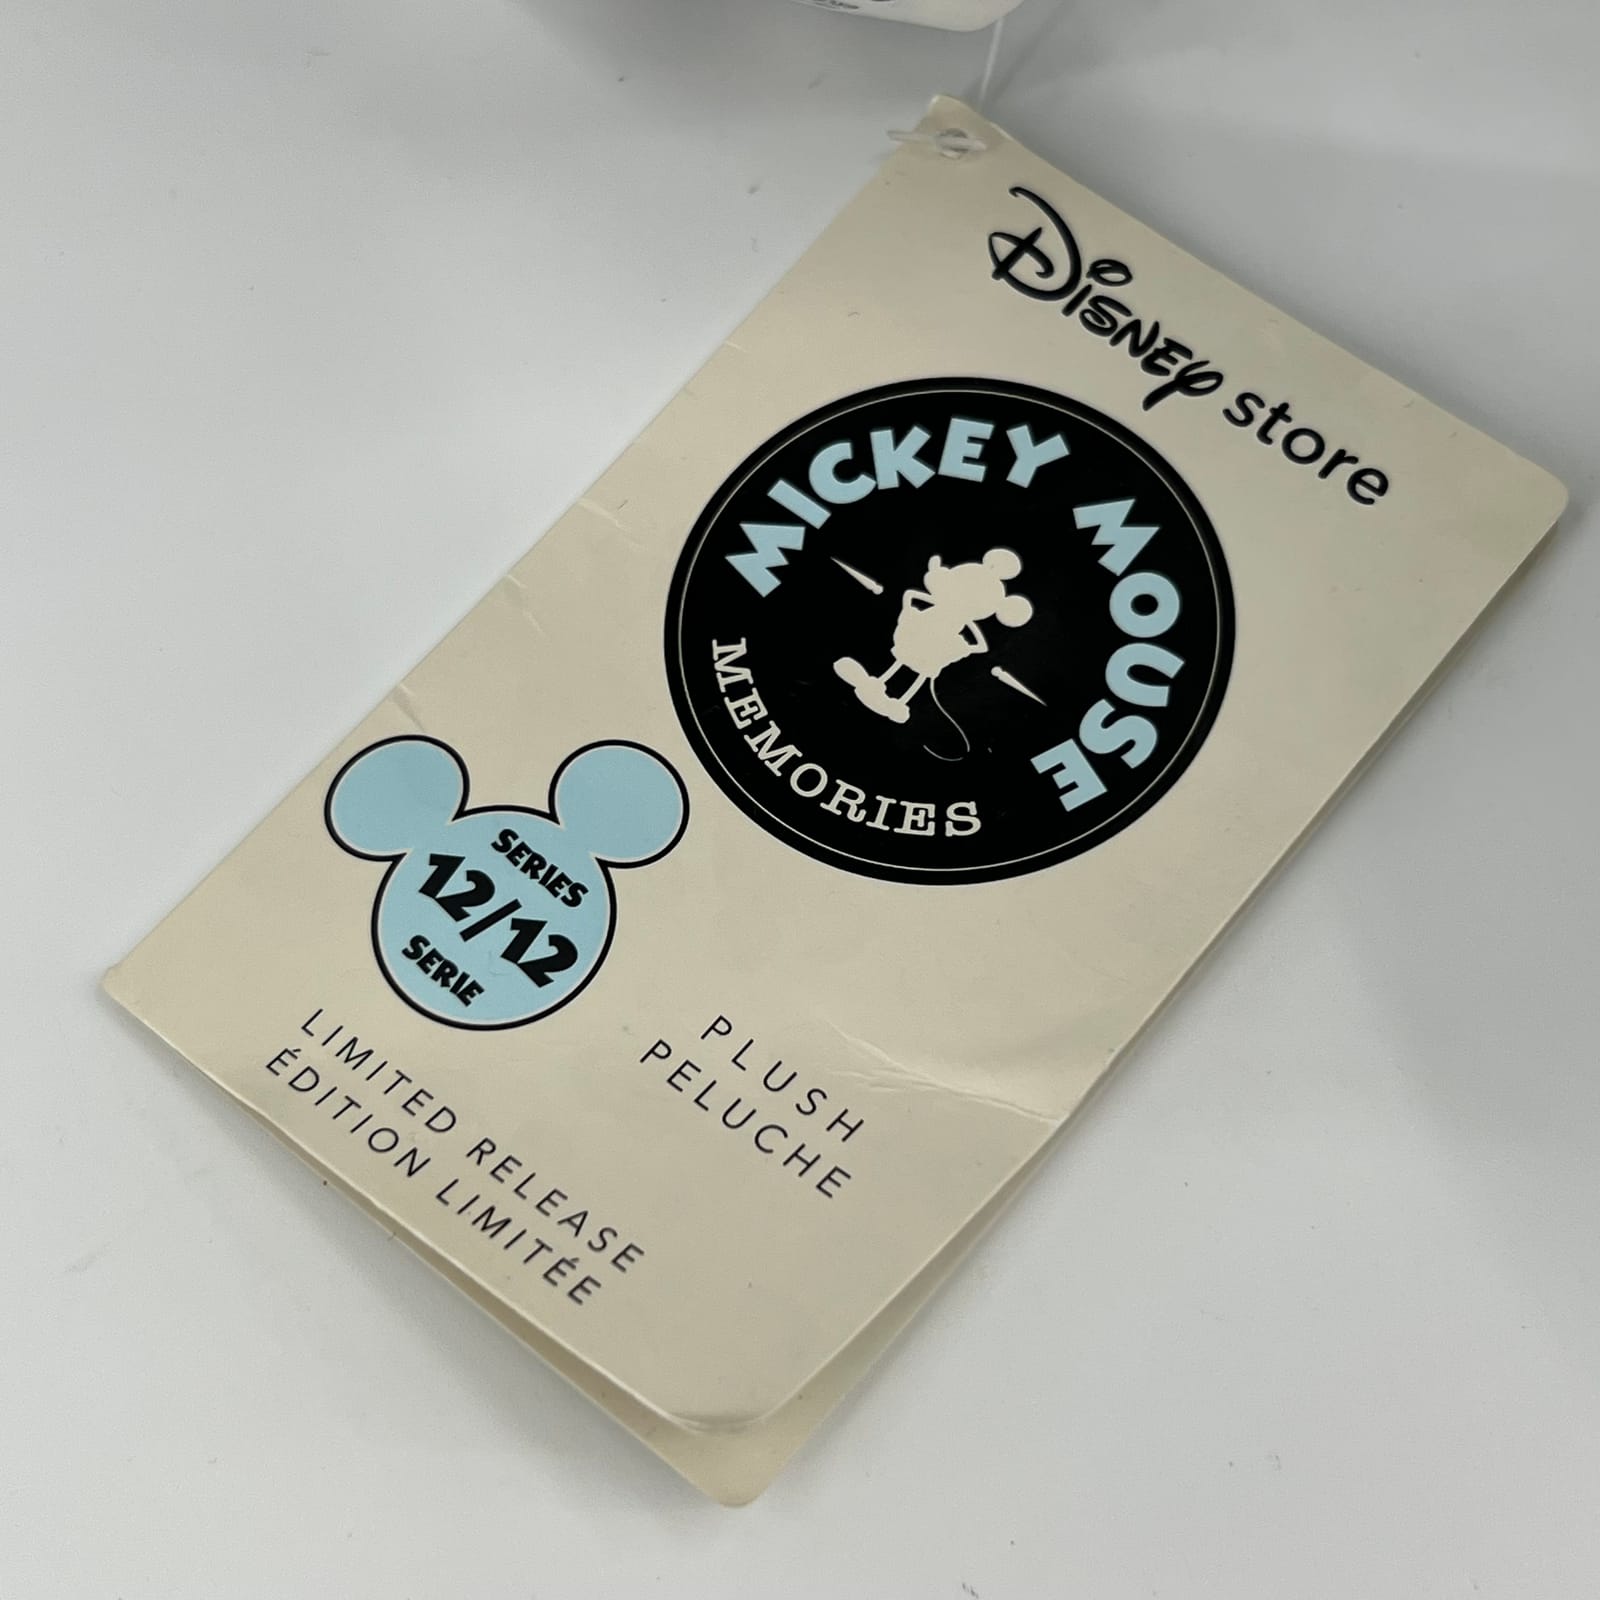 Disney store
MICKEY MOUSE
MEMORIES
SERIES
12/12
SERIE
PLUSH
PELUCHE
LIMITED RELEASE
ÉDITION LIMITÉE